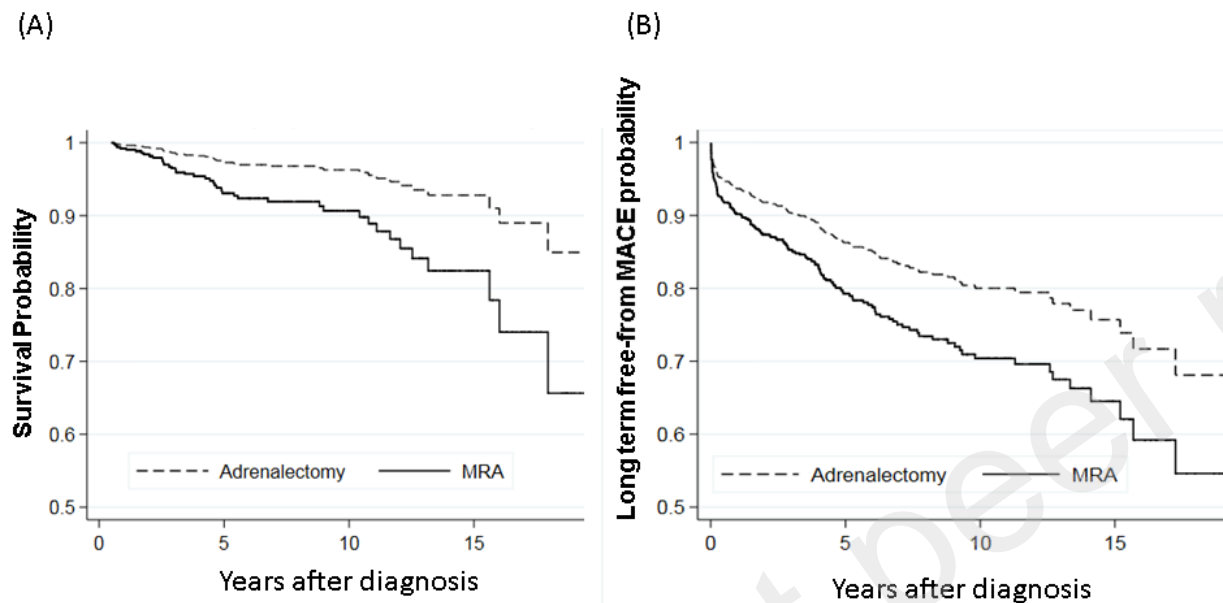 (A)
(B)
Survival Probability
1
0.9
0.8
0.7
0.6
0.5
Adrenalectomy MRA
0 5 10 15
Years after diagnosis
Long term free-from MACE probability
1
0.9
0.8
0.7
0.6
0.5
Adrenalectomy MRA
0 5 10 15
Years after diagnosis
peer